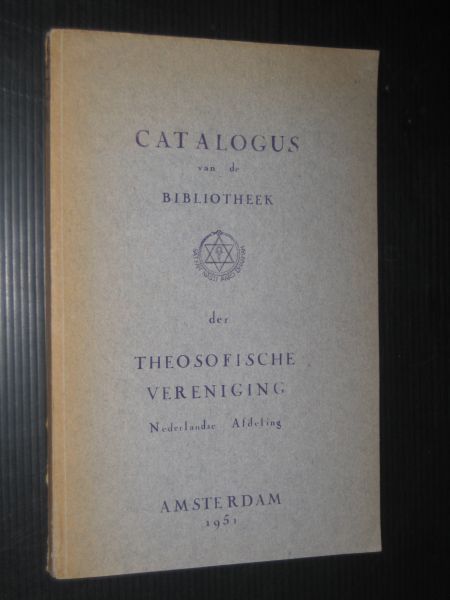 CATALOGUS
van de
BIBLIOTHEEK
der
THEOSOFISCHE
VERENIGING
Nederlandse Afdeling
AMSTERDAM
1951